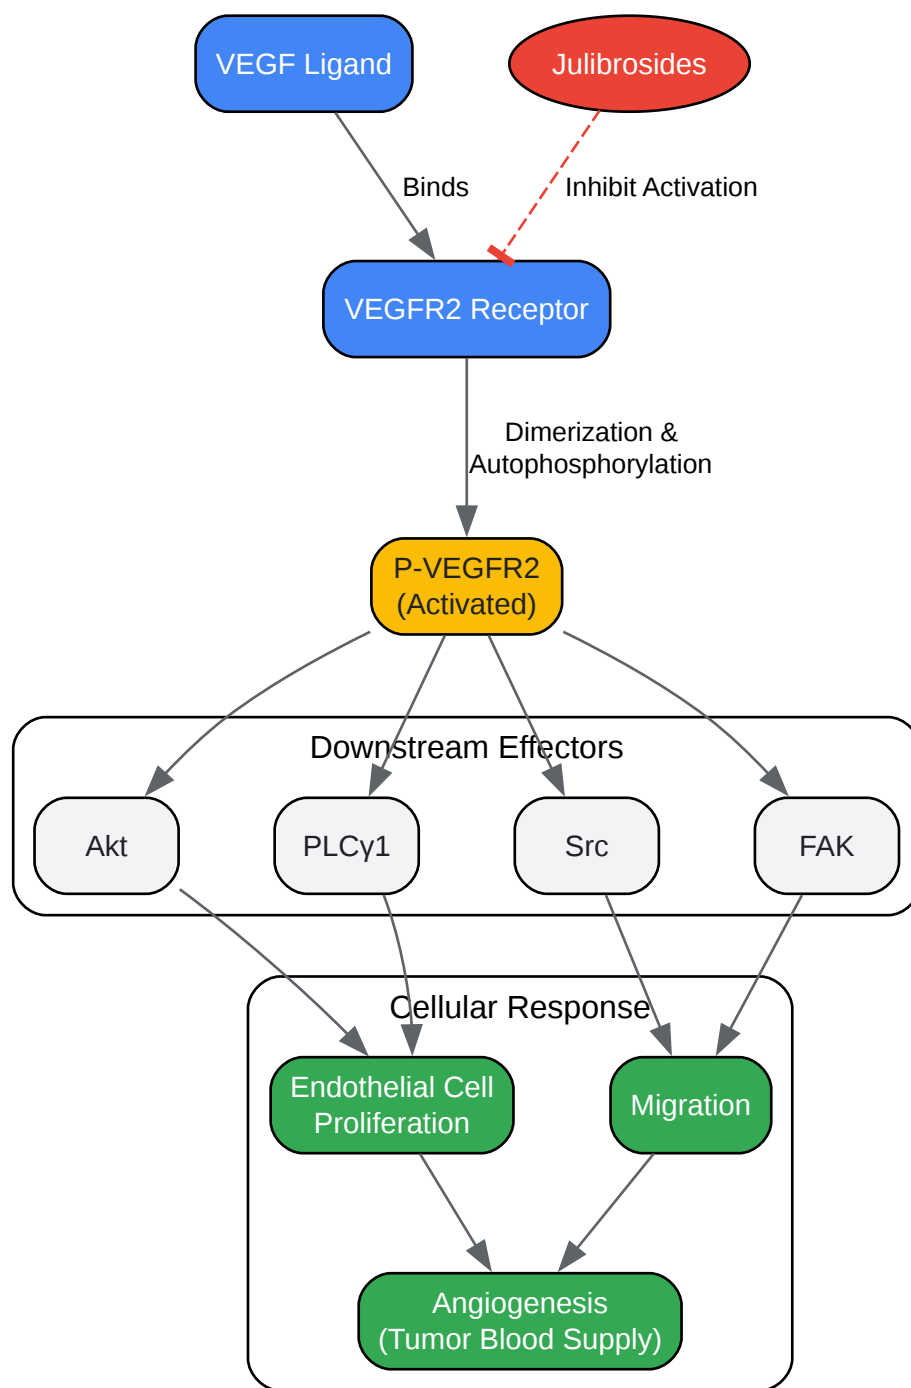 VEGF Ligand
Julibrosides
Binds
Inhibit Activation
VEGFR2 Receptor
Dimerization &
Autophosphorylation
P-VEGFR2
(Activated)
Downstream Effectors
Akt
PLCγ1
Src
FAK
Cellular Response
Endothelial Cell
Proliferation
Migration
Angiogenesis
(Tumor Blood Supply)